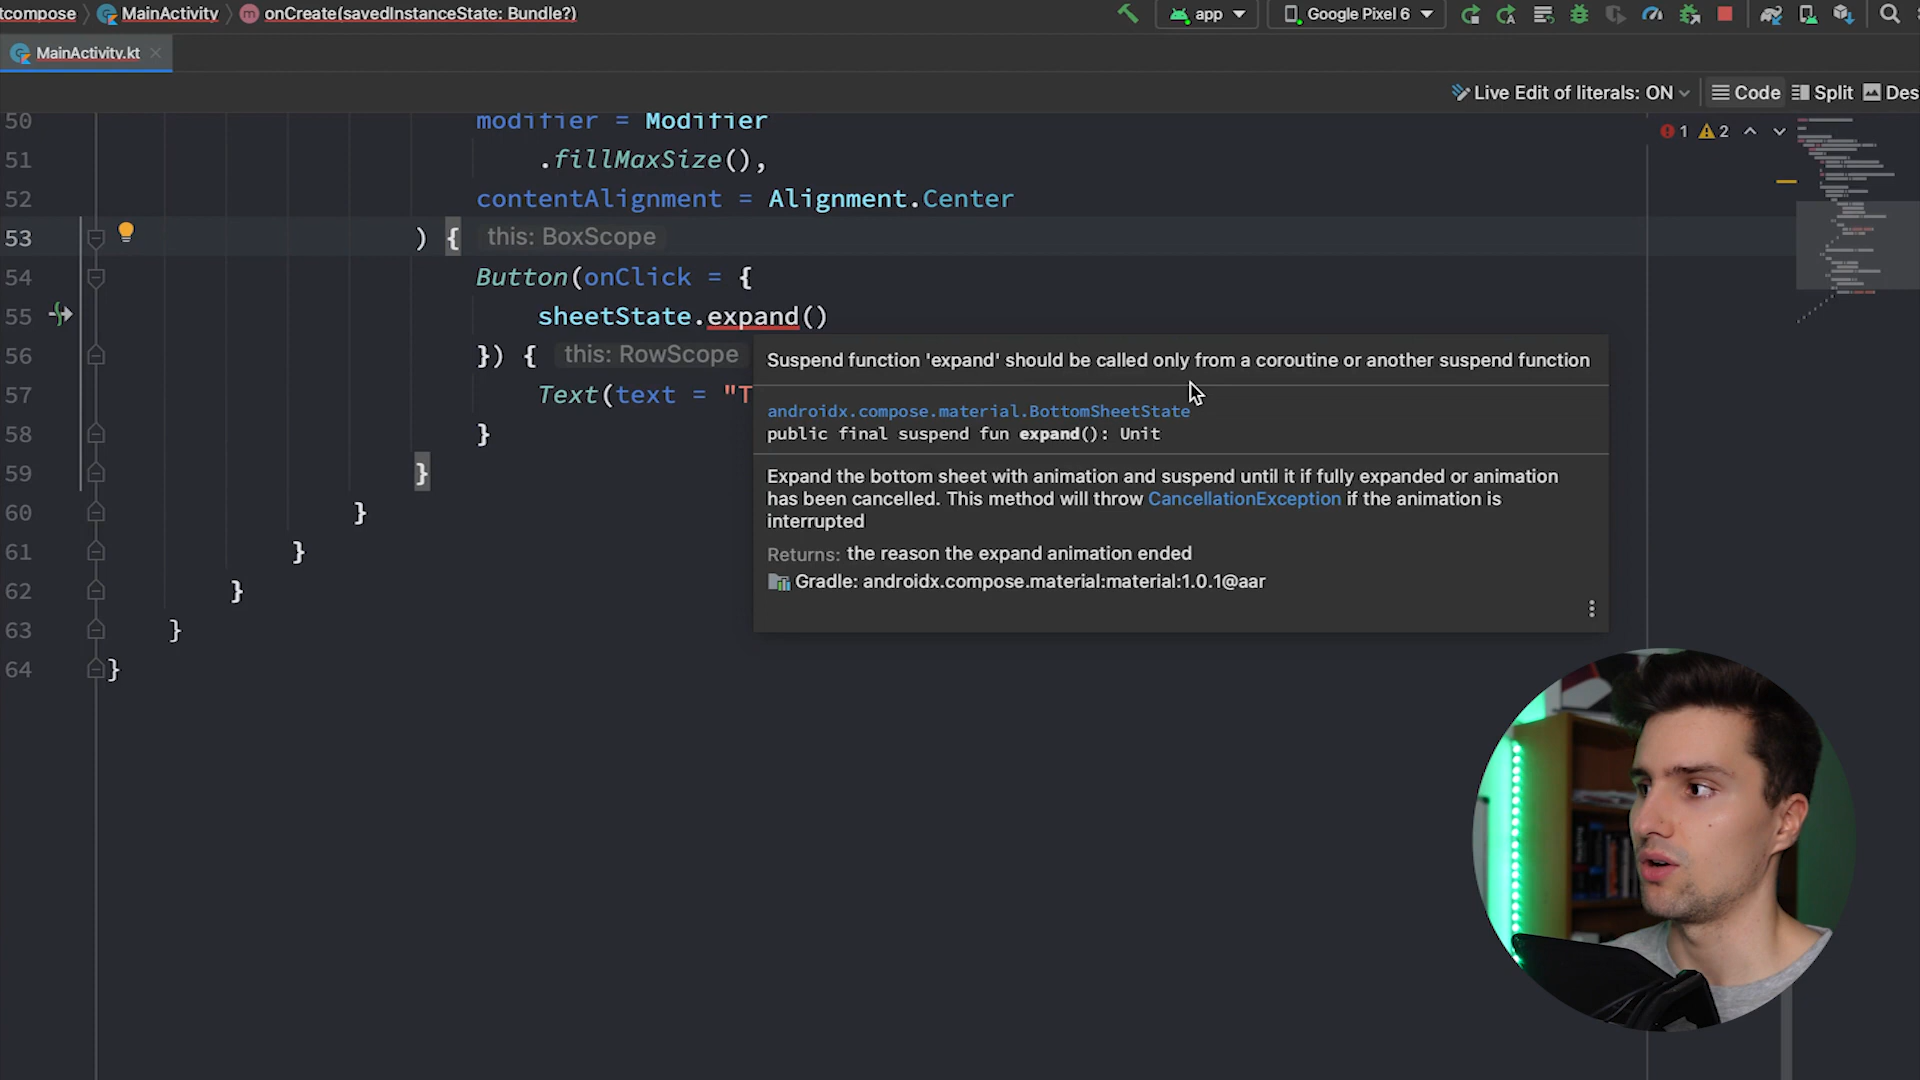 tcompose MainActivity onCreate(savedInstanceState: Bundle?) app Google Pixel 6
MainActivity.kt
Live Edit of literals: ON Code Split Des
1 2
50 modifier = Modifier
51 .fillMaxSize(),
52 contentAlignment = Alignment.Center
53 ) { this: BoxScope
54 Button(onClick = {
55 sheetState.expand()
56 }) { this: RowScope
57 Text(text = "T
58 }
59 }
60 }
61 }
62 }
63 }
64 }
Suspend function 'expand' should be called only from a coroutine or another suspend function
androidx.compose.material.BottomSheetState
public final suspend fun expand(): Unit
Expand the bottom sheet with animation and suspend until it if fully expanded or animation
has been cancelled. This method will throw CancellationException if the animation is
interrupted
Returns: the reason the expand animation ended
Gradle: androidx.compose.material:material:1.0.1@aar